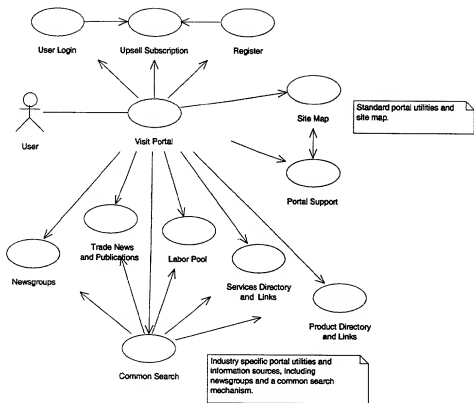 User Login
Upsell Subscription
Register
User
Visit Portal
Site Map
Standard portal utilities and
site map.
Portal Support
Newsgroups
Trade News
and Publications
Labor Pool
Services Directory
and Links
Product Directory
and Links
Common Search
Industry specific portal utilities and
information sources, including
newsgroups and a common search
mechanism.